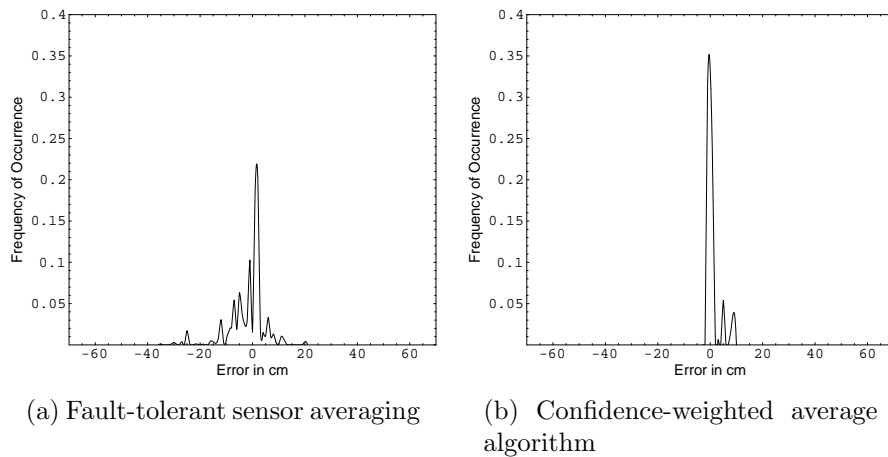 0.4
0.35
0.3
0.25
0.2
0.15
0.1
0.05
Frequency of Occurrence
-60 -40 -20 0 20 40 60
Error in cm
(a) Fault-tolerant sensor averaging
0.4
0.35
0.3
0.25
0.2
0.15
0.1
0.05
Frequency of Occurrence
-60 -40 -20 0 20 40 60
Error in cm
(b) Confidence-weighted average
algorithm